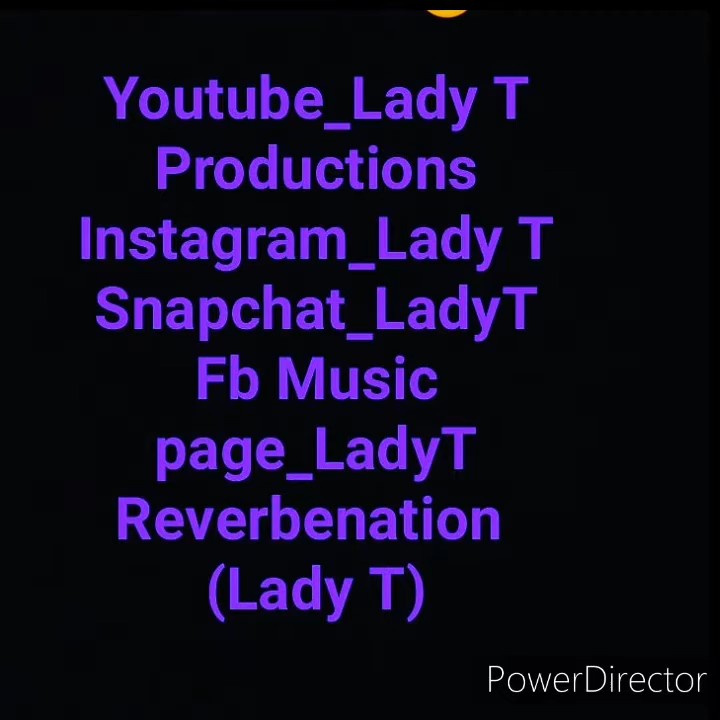 Youtube_Lady T
Productions
Instagram_Lady T
Snapchat_LadyT
Fb Music
page_LadyT
Reverbenation
(Lady T)
PowerDirector